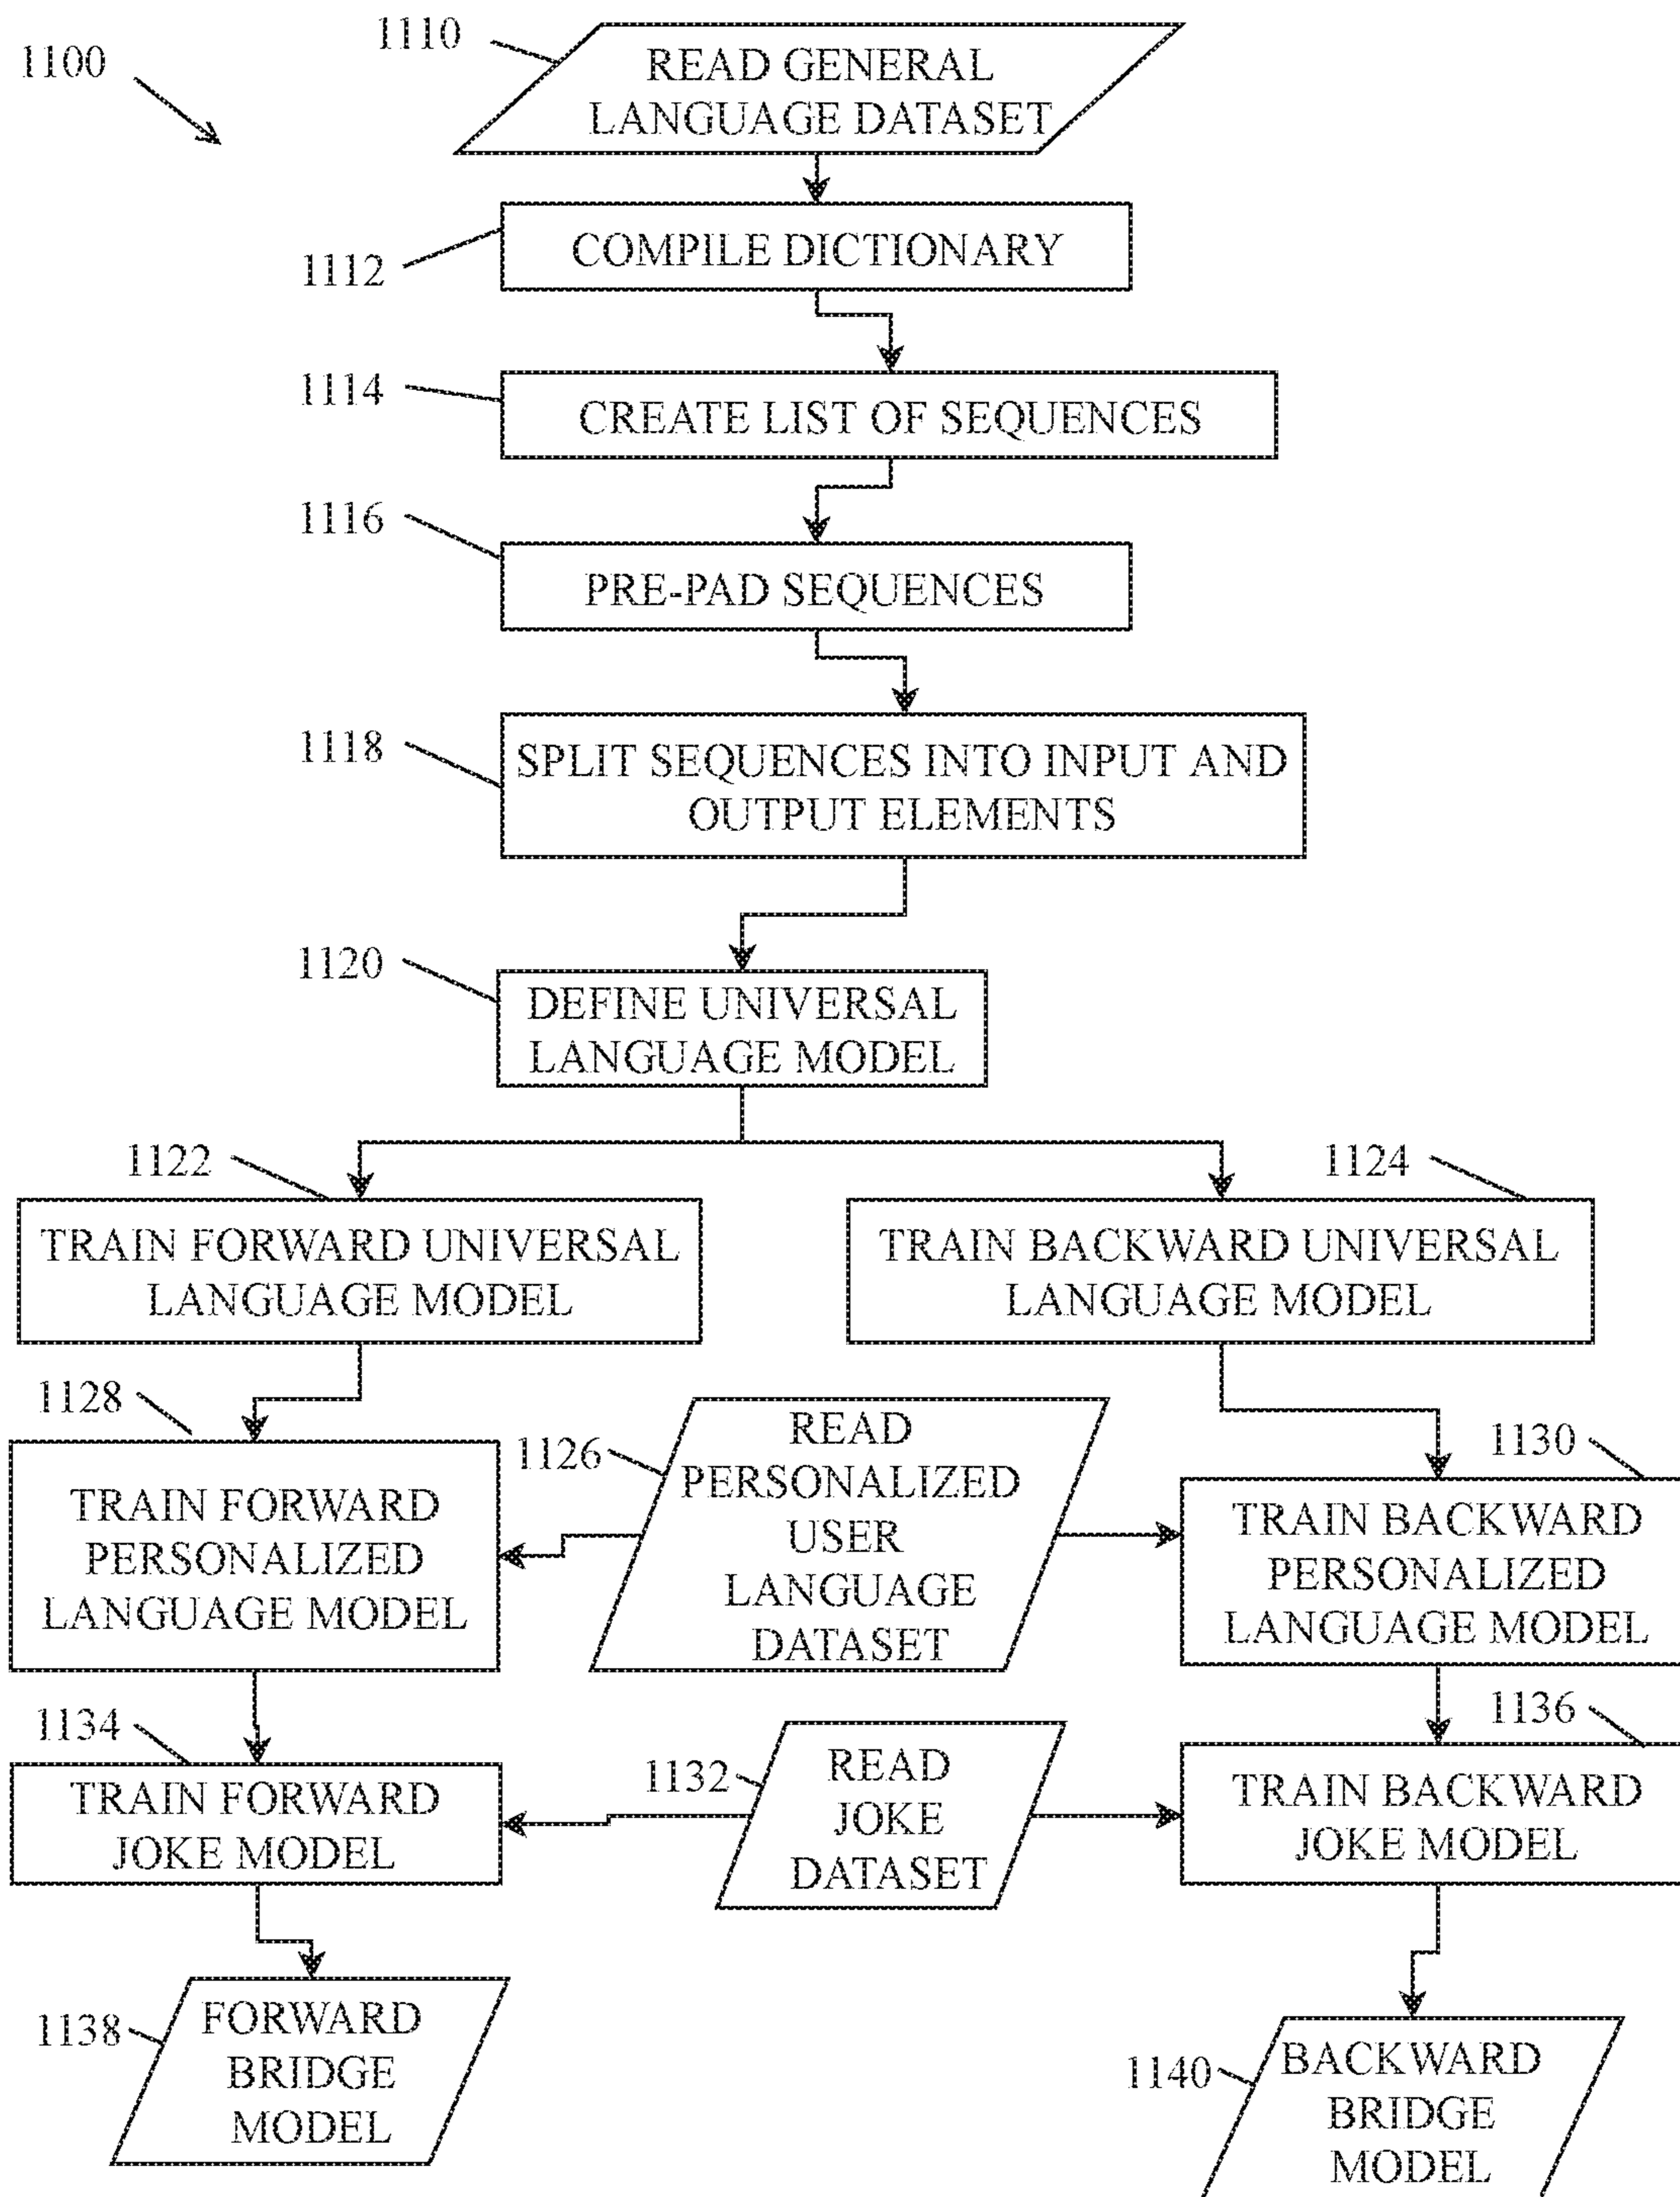 1100
1110
READ GENERAL
LANGUAGE DATASET
1112
COMPILE DICTIONARY
1114
CREATE LIST OF SEQUENCES
1116
PRE-PAD SEQUENCES
1118
SPLIT SEQUENCES INTO INPUT AND
OUTPUT ELEMENTS
1120
DEFINE UNIVERSAL
LANGUAGE MODEL
1122
TRAIN FORWARD UNIVERSAL
LANGUAGE MODEL
1124
TRAIN BACKWARD UNIVERSAL
LANGUAGE MODEL
1128
TRAIN FORWARD
PERSONALIZED
LANGUAGE MODEL
1126
READ
PERSONALIZED
USER
LANGUAGE
DATASET
1130
TRAIN BACKWARD
PERSONALIZED
LANGUAGE MODEL
1134
TRAIN FORWARD
JOKE MODEL
1132
READ
JOKE
DATASET
1136
TRAIN BACKWARD
JOKE MODEL
1138
FORWARD
BRIDGE
MODEL
1140
BACKWARD
BRIDGE
MODEL